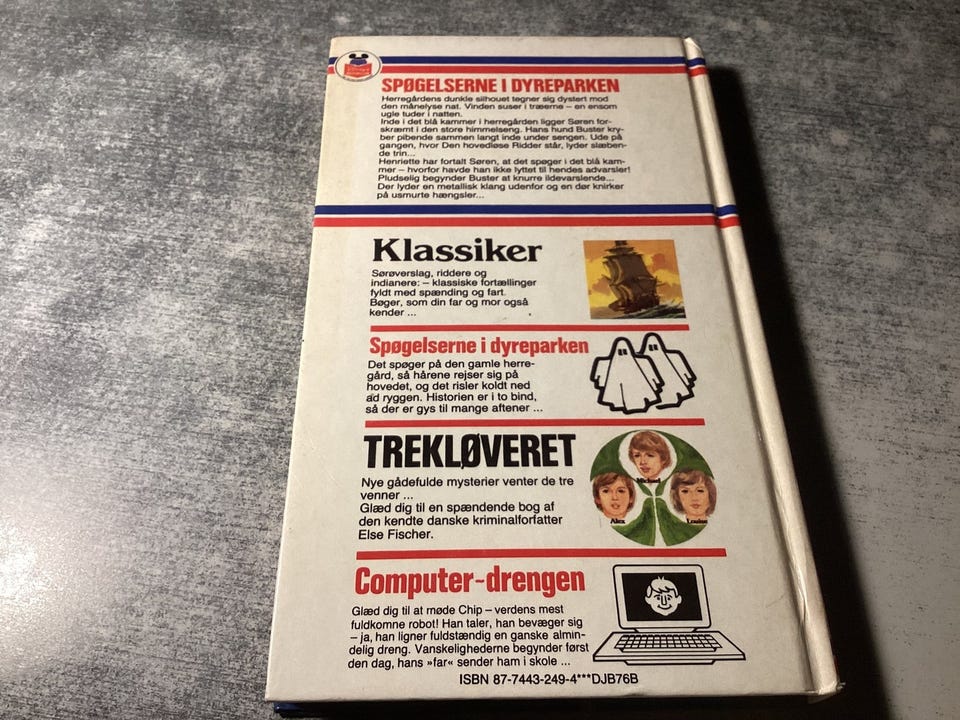 SPØGELSERNE I DYREPARKEN
Herregårdens dunkle silhouet tegner sig dystert mod
den månelyse nat. Vinden suser i træerne – en ensom
ugle tuder i natten.
Inde i det blå kammer i herregården ligger Søren for-
skræmt i den store himmelseng. Hans hund Buster kry-
ber pibende sammen langt inde under sengen. Ude på
gangen, hvor Den hovedløse Ridder står, lyder slæben-
de trin...
Henriette har fortalt Søren, at det spøger i det blå kam-
mer – hvorfor havde han ikke lyttet til hendes advarsler!
Pludselig begynder Buster at knurre ildevarslende...
Der lyder en metallisk klang udenfor og en dør knirker
på usmurte hængsler...
Klassiker
Sørøverslag, riddere og
indianere: – klassiske fortællinger
fyldt med spænding og fart.
Bøger, som din far og mor også
kender ...
Spøgelserne i dyreparken
Det spøger på den gamle herre-
gård, så hårene rejser sig på
hovedet, og det risler koldt ned
ad ryggen. Historien er i to bind,
så der er gys til mange aftener ...
TREKLØVERET
Nye gådefulde mysterier venter de tre
venner ...
Glæd dig til en spændende bog af
den kendte danske kriminalforfatter
Else Fischer.
Michael
Alex
Louise
Computer-drengen
Glæd dig til at møde Chip – verdens mest
fuldkomne robot! Han taler, han bevæger sig
– ja, han ligner fuldstændig en ganske almin-
delig dreng. Vanskelighederne begynder først
den dag, hans »far« sender ham i skole ...
ISBN 87-7443-249-4***DJB76B